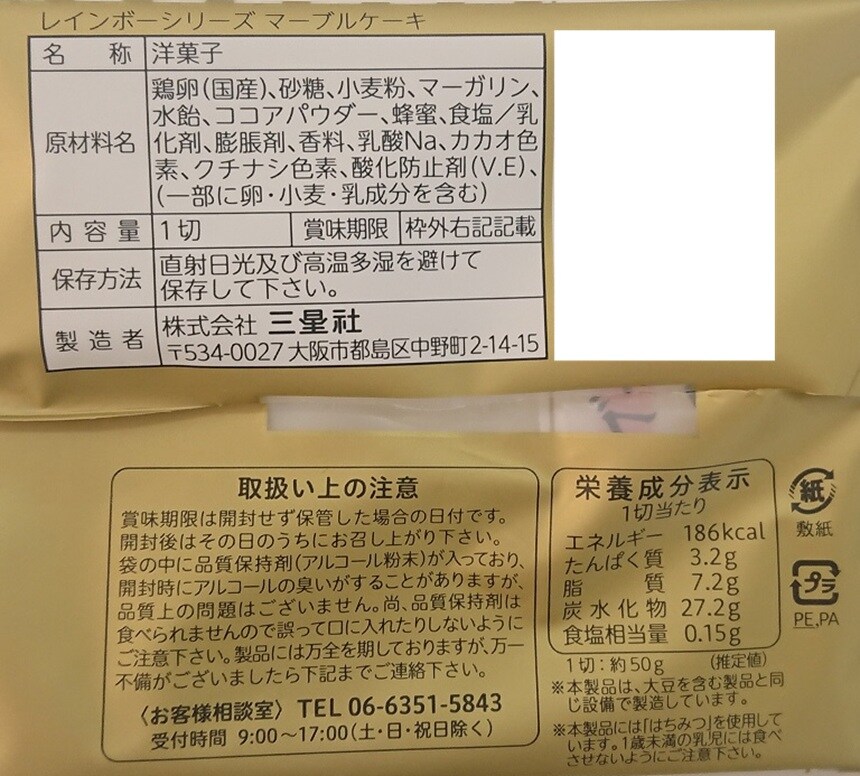 レインボーシリーズ マーブルケーキ
名称 洋菓子
原材料名 鶏卵(国産)、砂糖、小麦粉、マーガリン、
水飴、ココアパウダー、蜂蜜、食塩/乳
化剤、膨脹剤、香料、乳酸Na、カカオ色
素、クチナシ色素、酸化防止剤(V.E)、
(一部に卵・小麦・乳成分を含む)
内容量 1切 賞味期限 枠外右記記載
保存方法 直射日光及び高温多湿を避けて
保存して下さい。
製造者 株式会社 三星社
〒534-0027 大阪市都島区中野町2-14-15
取扱い上の注意
賞味期限は開封せず保管した場合の日付です。
開封後はその日のうちにお召し上がり下さい。
袋の中に品質保持剤(アルコール粉末)が入っており、
開封時にアルコールの臭いがすることがありますが、
品質上の問題はございません。尚、品質保持剤は
食べられませんので誤って口に入れたりしないように
ご注意下さい。製品には万全を期しておりますが、万一
不備がございましたら下記までご連絡下さい。
〈お客様相談室〉 TEL 06-6351-5843
受付時間 9:00〜17:00(土・日・祝日除く)
栄養成分表示
1切当たり
エネルギー 186kcal
たんぱく質 3.2g
脂質 7.2g
炭水化物 27.2g
食塩相当量 0.15g
1切:約50g (推定値)
※本製品は、大豆を含む製品と同
じ設備で製造しています。
※本製品には「はちみつ」を使用して
います。1歳未満の乳児には食べ
させないようにご注意下さい。
紙
敷紙
プラ
PE,PA